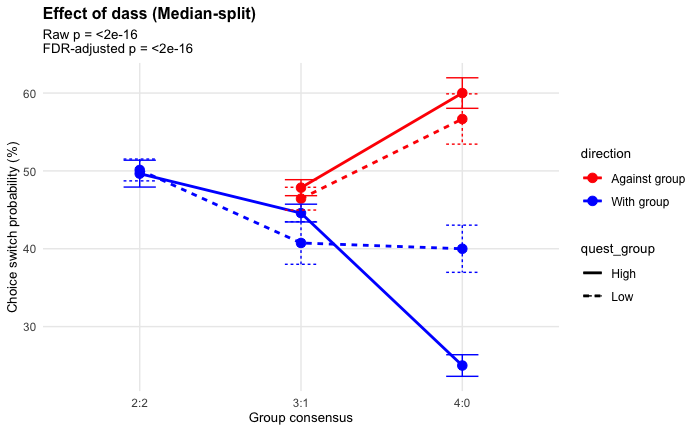 Effect of dass (Median-split)
Raw p = <2e-16
FDR-adjusted p = <2e-16
Choice switch probability (%)
60
50
40
30
2:2
3:1
4:0
Group consensus
direction
Against group
With group
quest_group
High
Low